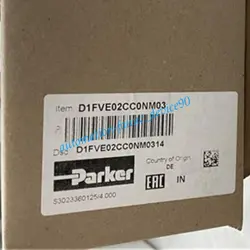 Item D1FVE02CC0NM03
D1FVE02CC0NM0314
Country of Origin
DE
Parker
EAC IN